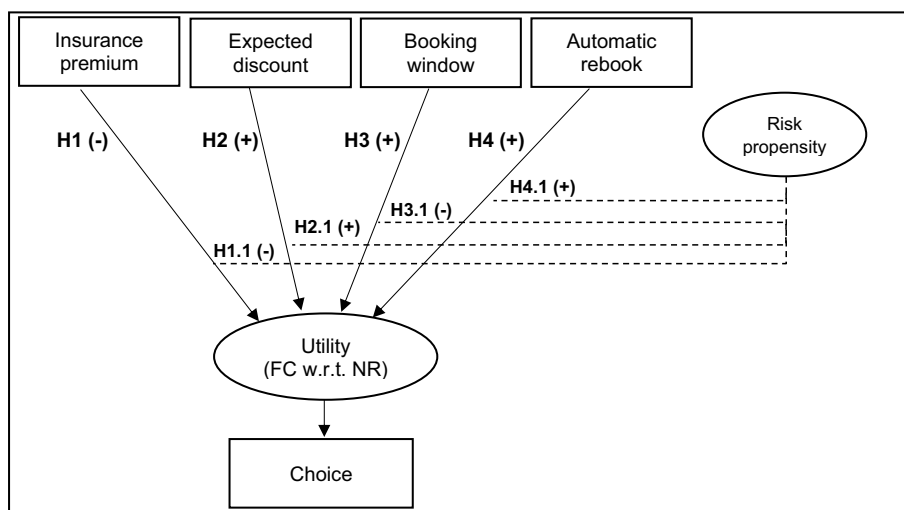 Insurance
premium
Expected
discount
Booking
window
Automatic
rebook
Risk
propensity
H1 (-)
H2 (+)
H3 (+)
H4 (+)
H4.1 (+)
H3.1 (-)
H2.1 (+)
H1.1 (-)
Utility
(FC w.r.t. NR)
Choice